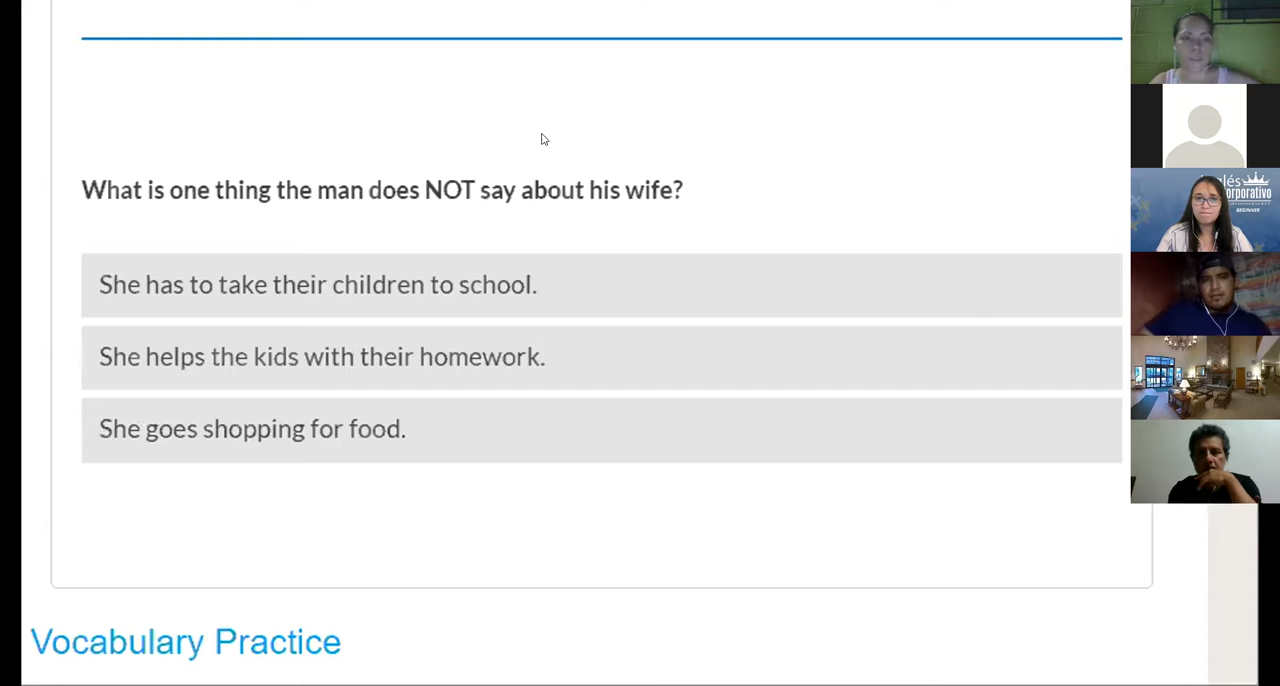 What is one thing the man does NOT say about his wife?
She has to take their children to school.
She helps the kids with their homework.
She goes shopping for food.
Vocabulary Practice
BEGINNER